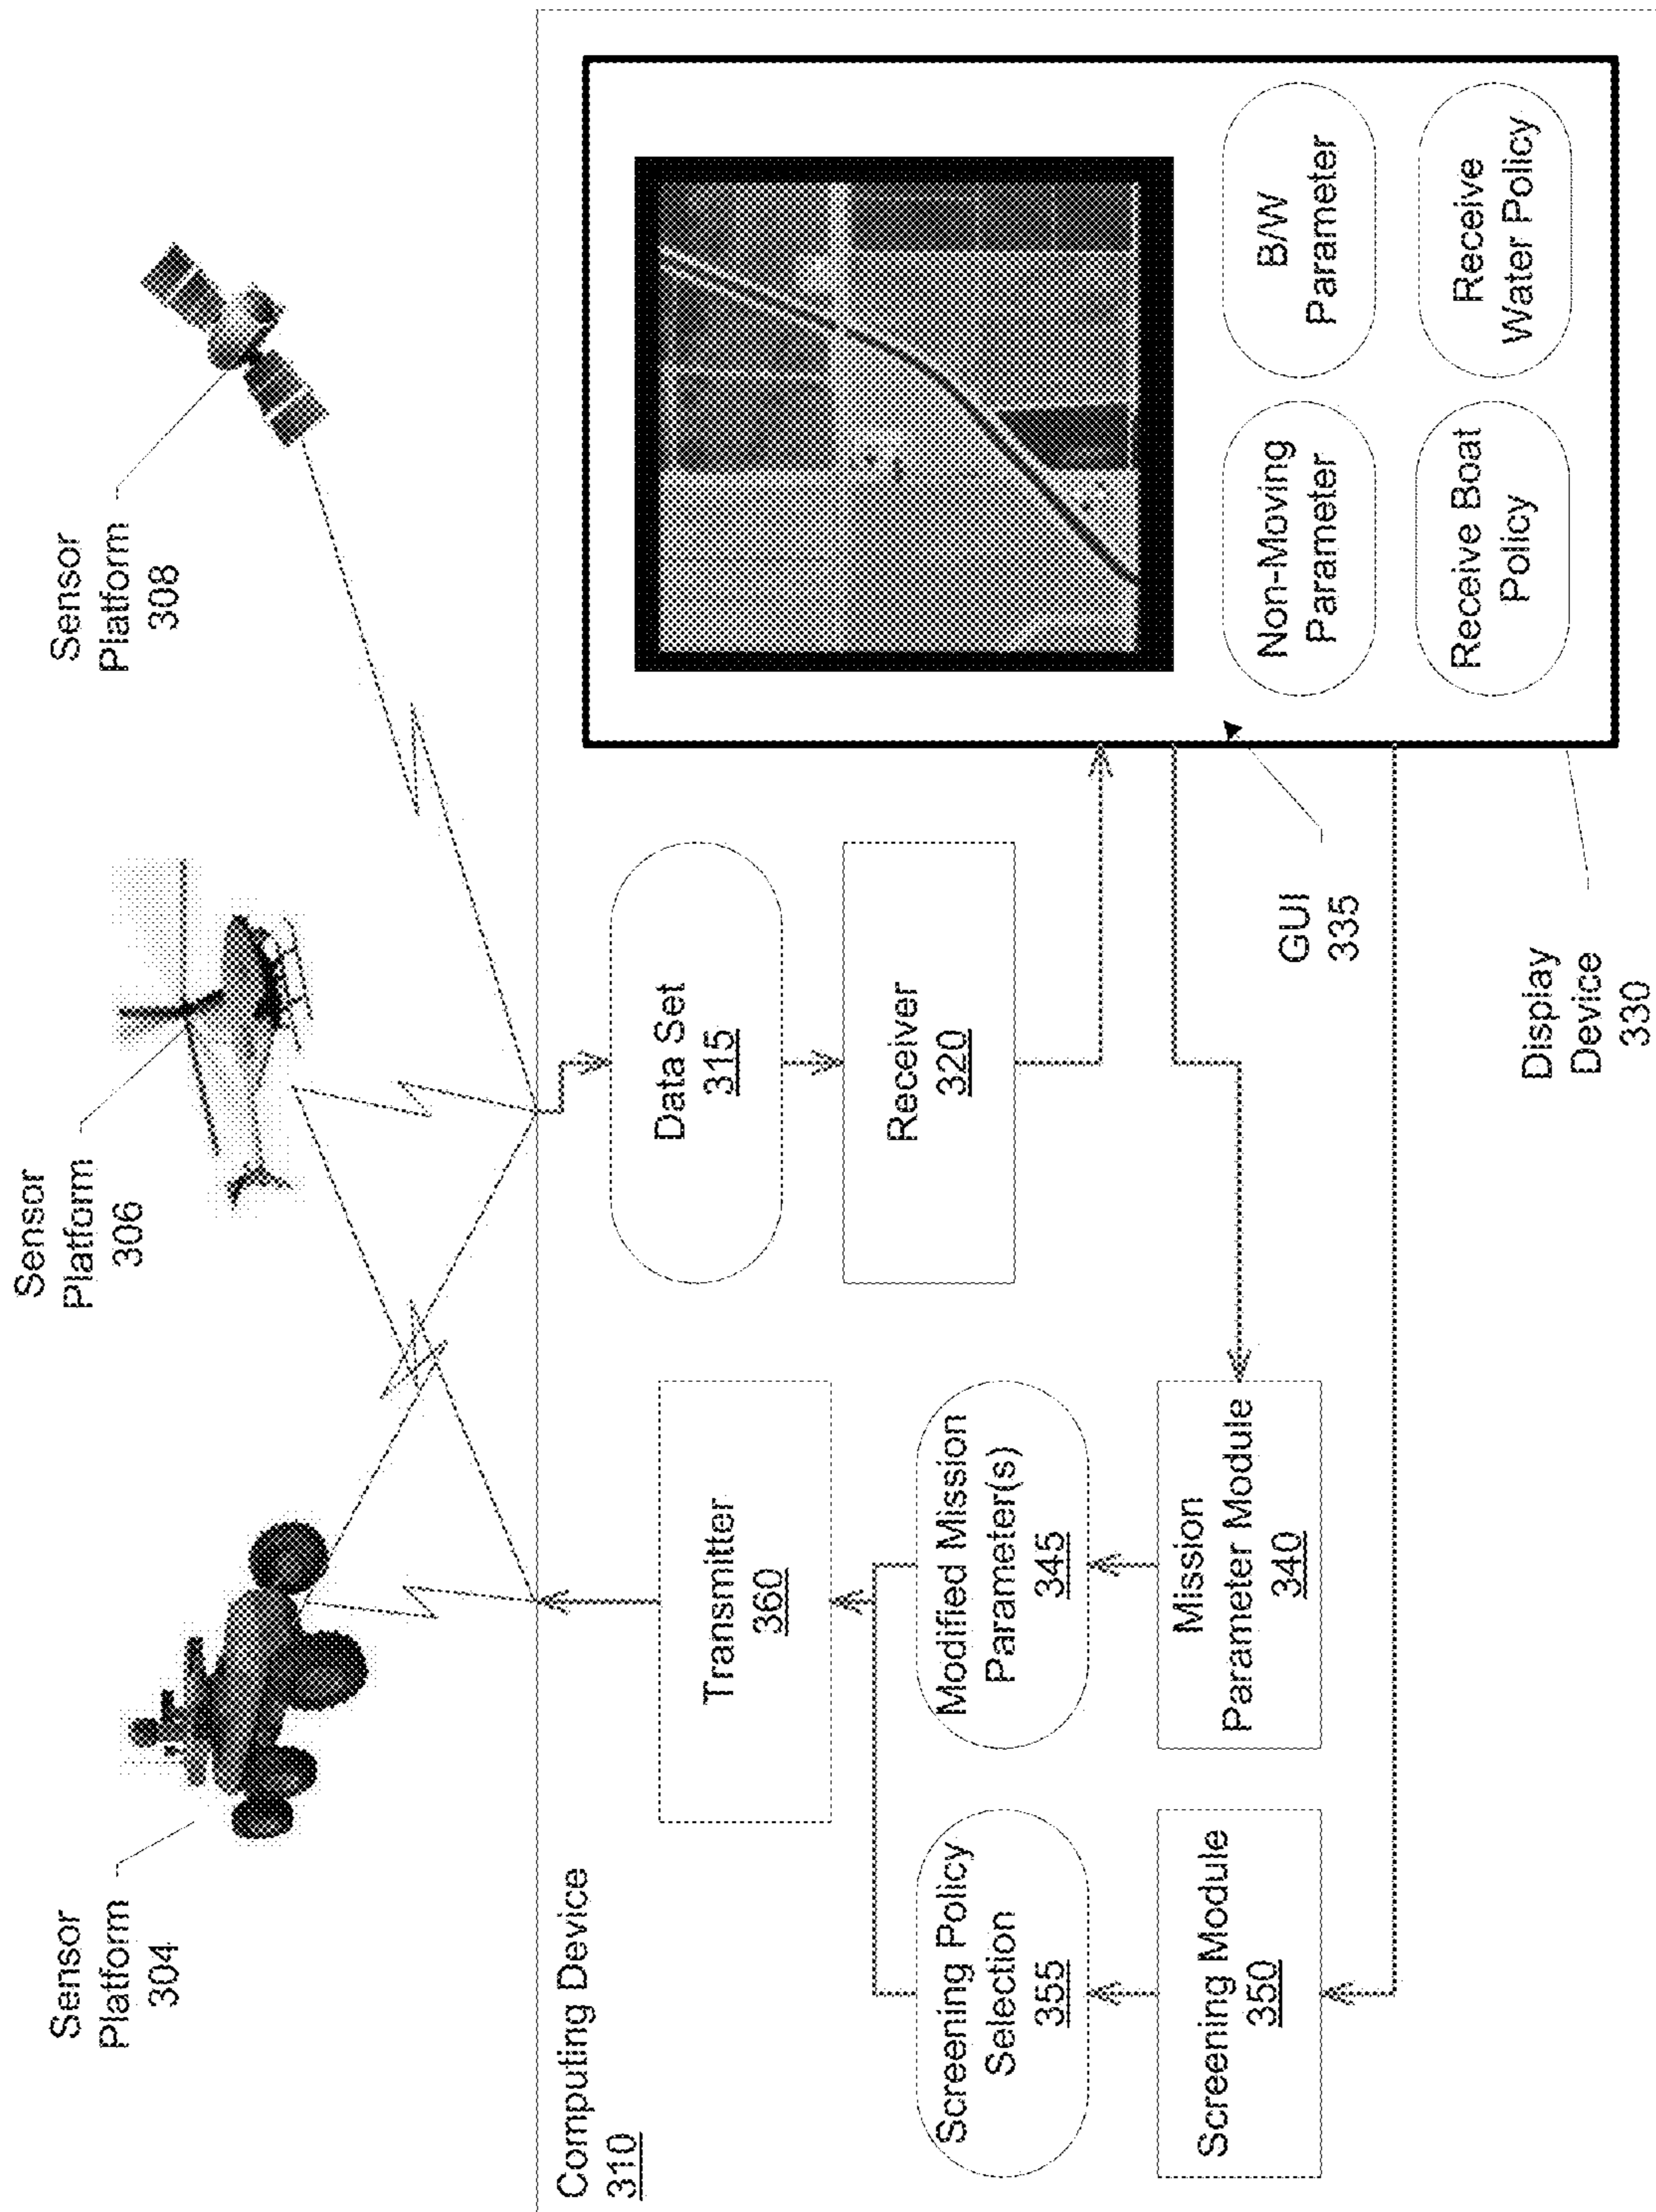 Sensor
Platform
304
Sensor
Platform
306
Sensor
Platform
308
Computing Device
310
Transmitter
360
Data Set
315
Receiver
320
Screening Policy
Selection
355
Modified Mission
Parameter(s)
345
Screening Module
350
Mission
Parameter Module
340
GUI
335
Display
Device
330
Non-Moving
Parameter
B/W
Parameter
Receive Boat
Policy
Receive
Water Policy